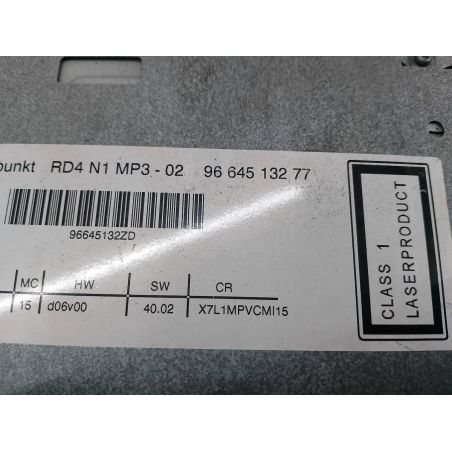 punkt RD4 N1 MP3 - 02 96 645 132 77
96645132ZD
MC HW SW CR
15 d06v00 40.02 X7L1MPVCMI15
CLASS 1
LASERPRODUCT